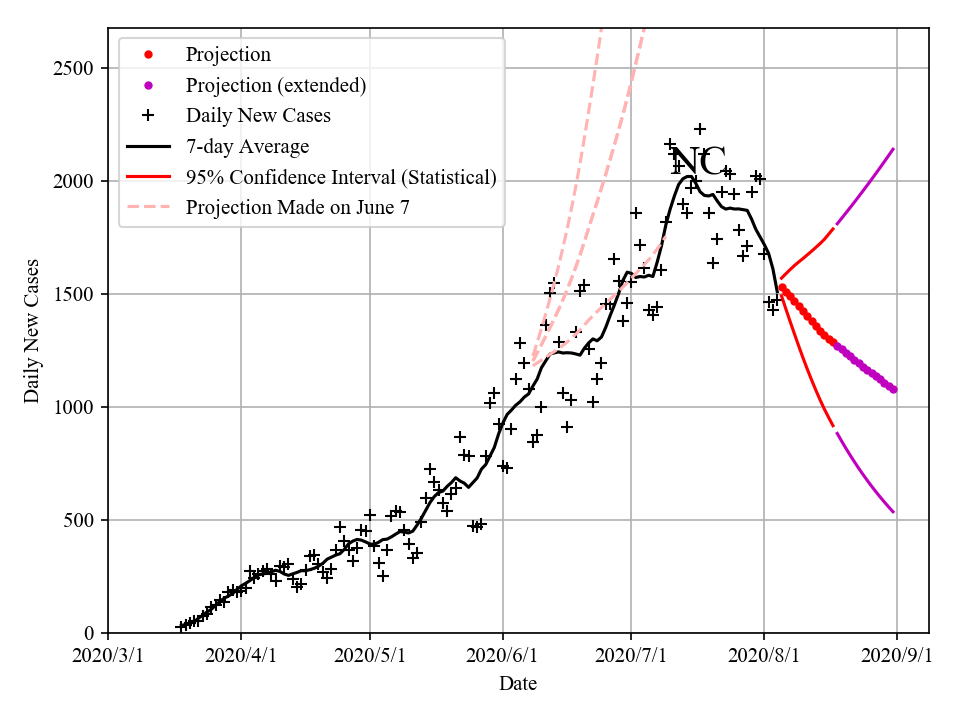 2500
2000
1500
1000
500
0
Daily New Cases
Projection
Projection (extended)
Daily New Cases
7-day Average
95% Confidence Interval (Statistical)
Projection Made on June 7
NC
2020/3/1 2020/4/1 2020/5/1 2020/6/1 2020/7/1 2020/8/1 2020/9/1
Date